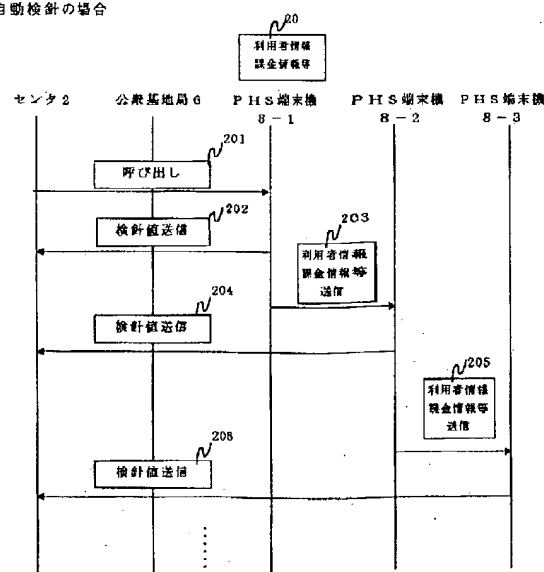 自動検針の場合
20
利用者情報
課金情報等
センタ2 公衆基地局6 PHS端末機 PHS端末機 PHS端末機
8-1 8-2 8-3
201
呼び出し
202
検針値送信
203
利用者情報
課金情報等
送信
204
検針値送信
205
利用者情報
課金情報等
送信
206
検針値送信